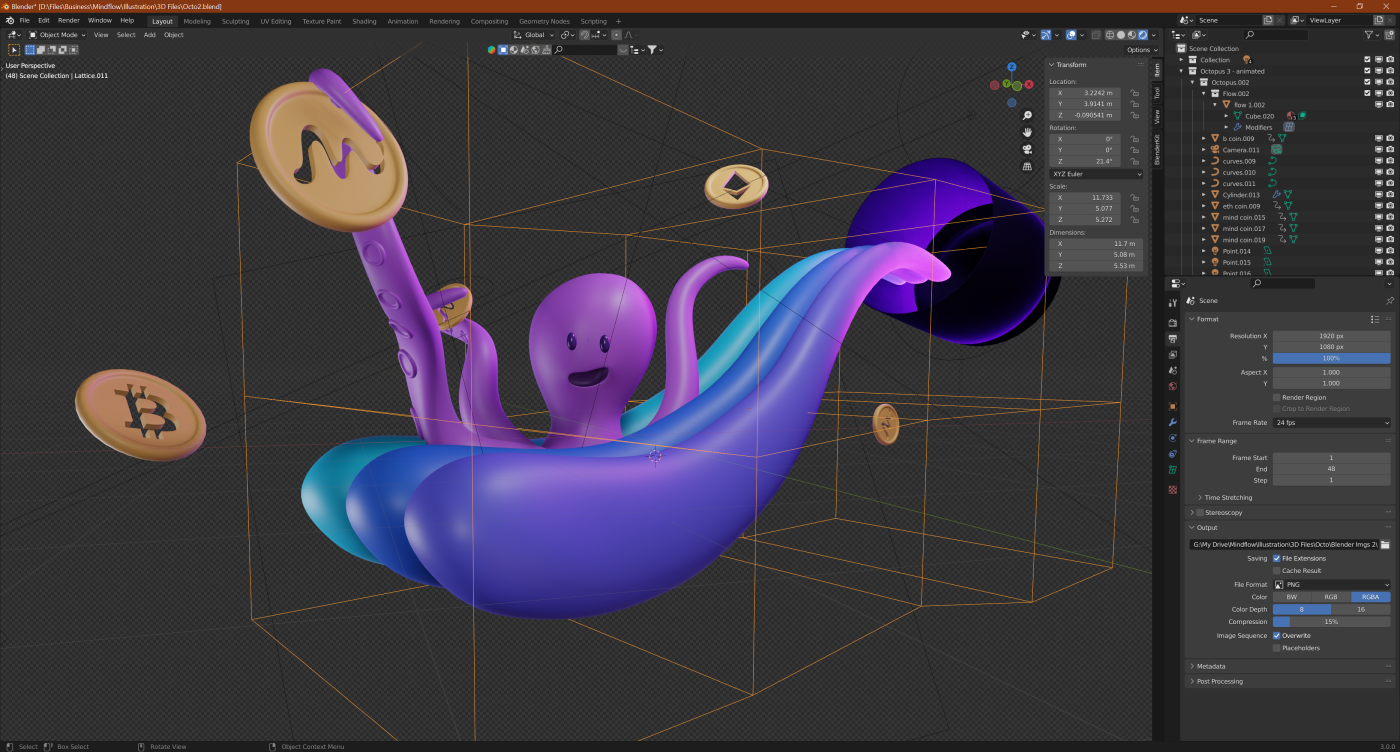 Blender* [D:\Files\Business\Mindflow\Illustration\3D Files\Octo2.blend]
File Edit Render Window Help Layout Modeling Sculpting UV Editing Texture Paint Shading Animation Rendering Compositing Geometry Nodes Scripting + Scene ViewLayer
Object Mode View Select Add Object Global
Options
User Perspective
(48) Scene Collection | Lattice.011
Z
Y
X
Transform
Location:
X 3.2242 m
Y 3.9141 m
Z -0.090541 m
Rotation:
X 0°
Y 0°
Z 21.4°
XYZ Euler
Scale:
X 11.733
Y 5.077
Z 5.272
Dimensions:
X 11.7 m
Y 5.08 m
Z 5.53 m
Item
Tool
View
BlenderKit
Scene Collection
Collection
Octopus 3 - animated
Octopus.002
Flow.002
flow 1.002
Cube.020
Modifiers
b coin.009
Camera.011
curves.009
curves.010
curves.011
Cylinder.013
eth coin.009
mind coin.015
mind coin.017
mind coin.019
Point.014
Point.015
Point.016
Scene
Format
Resolution X 1920 px
Y 1080 px
% 100%
Aspect X 1.000
Y 1.000
Render Region
Crop to Render Region
Frame Rate 24 fps
Frame Range
Frame Start 1
End 48
Step 1
Time Stretching
Stereoscopy
Output
G:\My Drive\Mindflow\Illustration\3D Files\Octo\Blender Imgs 2\
Saving File Extensions
Cache Result
File Format PNG
Color BW RGB RGBA
Color Depth 8 16
Compression 15%
Image Sequence Overwrite
Placeholders
Metadata
Post Processing
Select Box Select Rotate View Object Context Menu 3.0.0